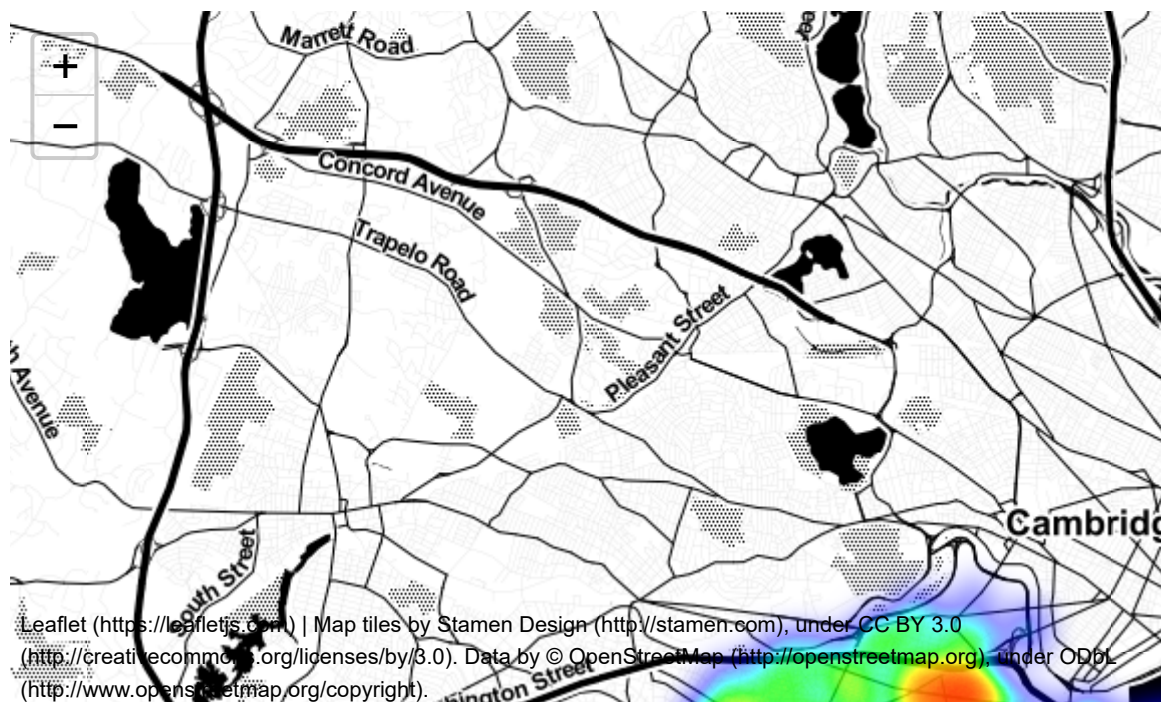 Marrett Road
+
−
Concord Avenue
Trapelo Road
Pleasant Street
Avenue
Cambridg
South Street
Leaflet (https://leafletjs.com) | Map tiles by Stamen Design (http://stamen.com), under CC BY 3.0
(http://creativecommons.org/licenses/by/3.0). Data by © OpenStreetMap (http://openstreetmap.org), under ODbL
(http://www.openstreetmap.org/copyright).
hington Street